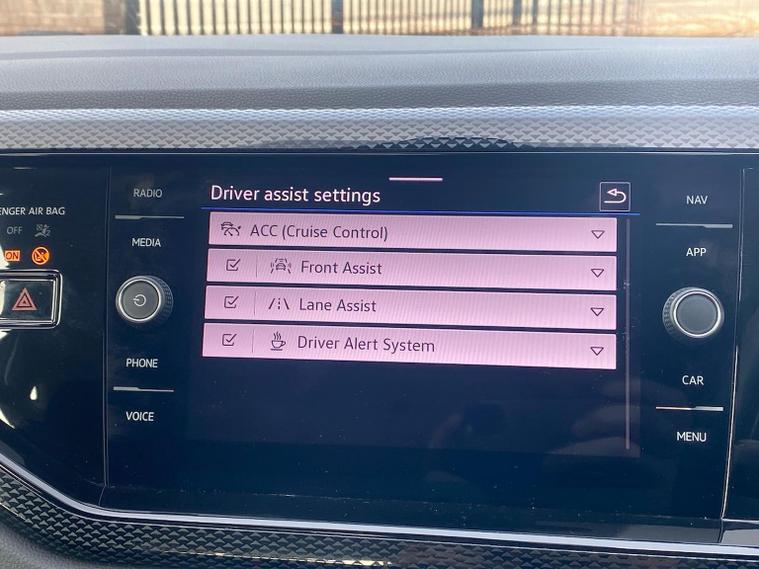 RADIO
MEDIA
PHONE
VOICE
ENGER AIR BAG
OFF
ON
Driver assist settings
ACC (Cruise Control)
Front Assist
Lane Assist
Driver Alert System
NAV
APP
CAR
MENU